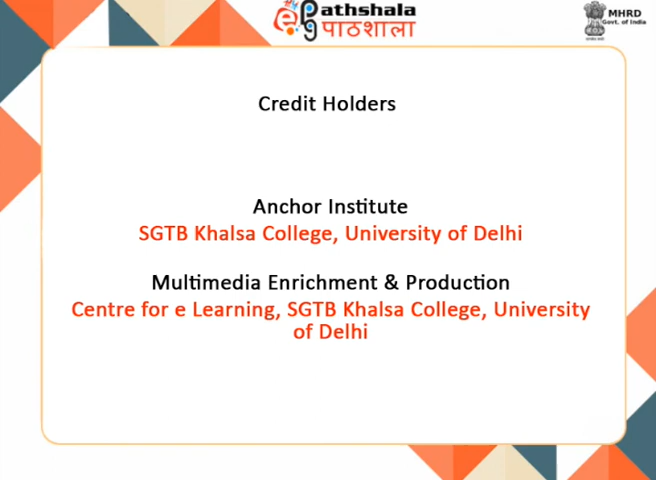 e Pathshala
पाठशाला
MHRD
Govt. of India
Credit Holders
Anchor Institute
SGTB Khalsa College, University of Delhi
Multimedia Enrichment & Production
Centre for e Learning, SGTB Khalsa College, University
of Delhi